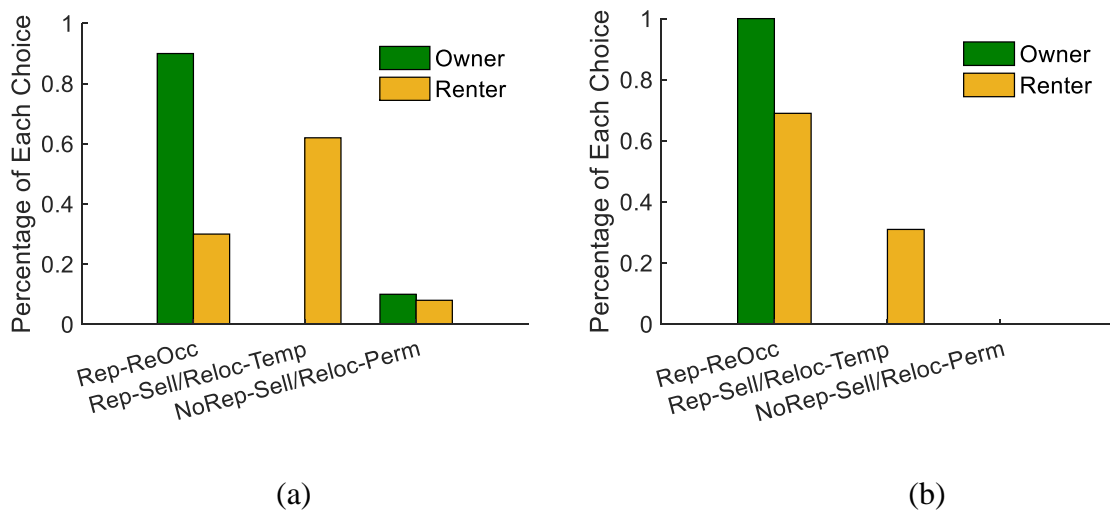 Percentage of Each Choice
1
0.8
0.6
0.4
0.2
0
Owner
Renter
Rep-ReOcc
Rep-Sell/Reloc-Temp
NoRep-Sell/Reloc-Perm
(a)
Percentage of Each Choice
1
0.8
0.6
0.4
0.2
0
Owner
Renter
Rep-ReOcc
Rep-Sell/Reloc-Temp
NoRep-Sell/Reloc-Perm
(b)